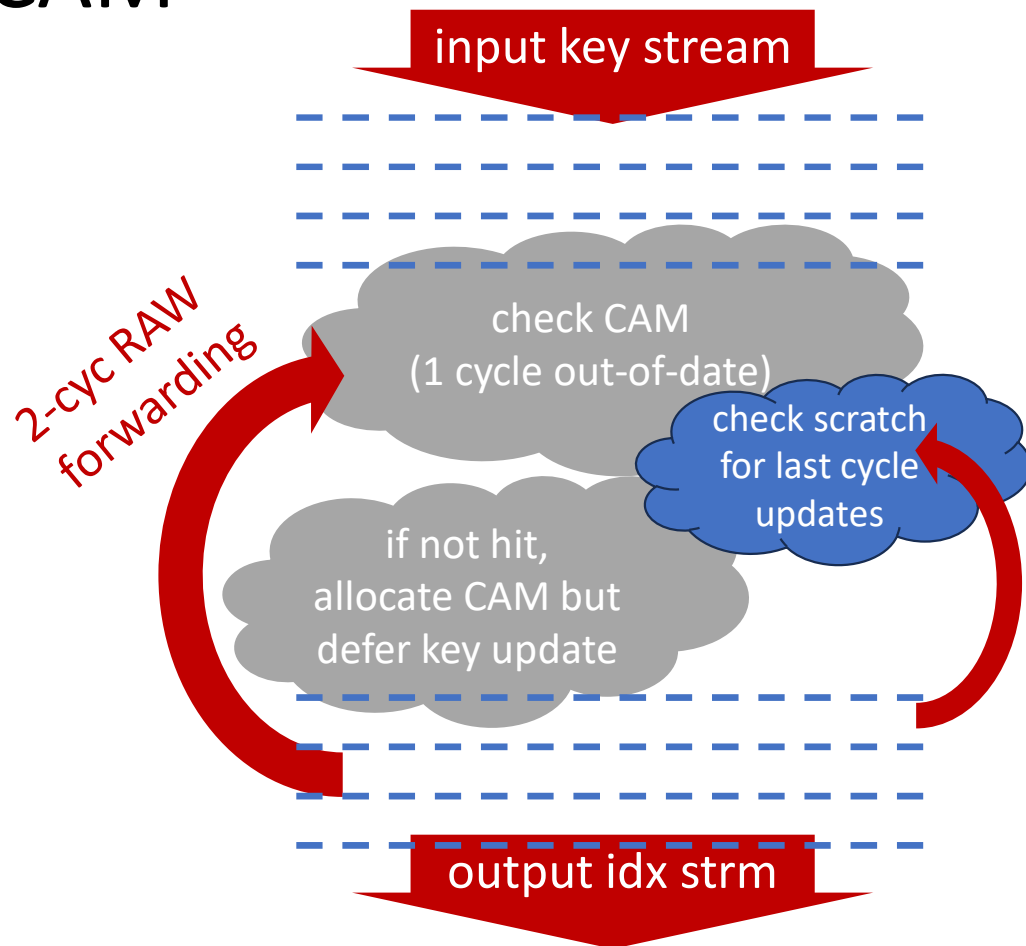 CAM
input key stream
2-cyc RAW
forwarding
check CAM
(1 cycle out-of-date)
check scratch
for last cycle
updates
if not hit,
allocate CAM but
defer key update
output idx strm